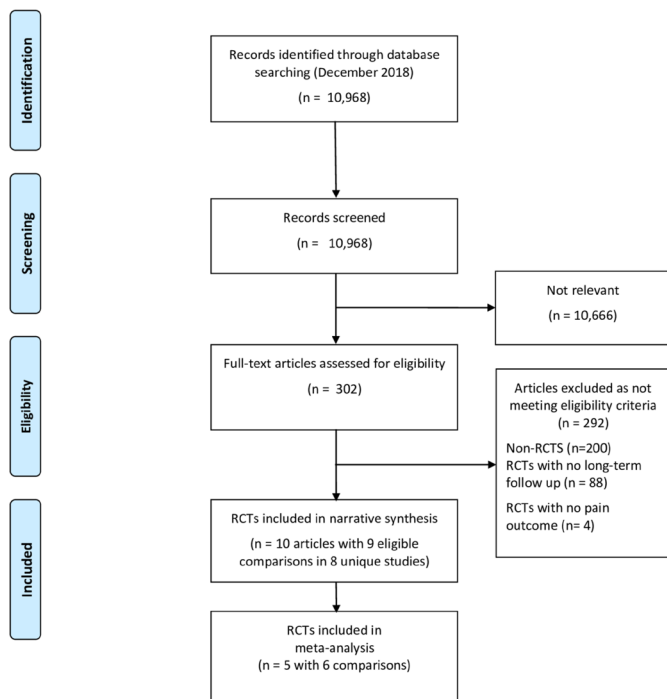 Identification
Records identified through database
searching (December 2018)
(n = 10,968)
Screening
Records screened
(n = 10,968)
Not relevant
(n = 10,666)
Eligibility
Full-text articles assessed for eligibility
(n = 302)
Articles excluded as not
meeting eligibility criteria
(n = 292)
Non-RCTS (n=200)
RCTs with no long-term
follow up (n = 88)
RCTs with no pain
outcome (n= 4)
Included
RCTs included in narrative synthesis
(n = 10 articles with 9 eligible
comparisons in 8 unique studies)
RCTs included in
meta-analysis
(n = 5 with 6 comparisons)